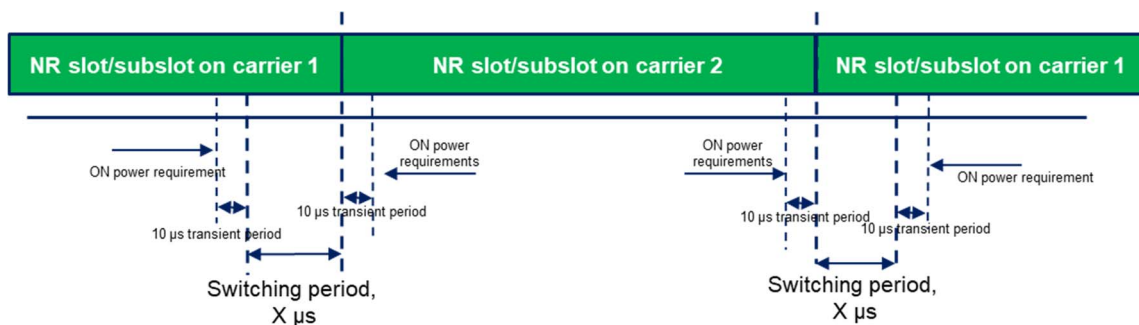 NR slot/subslot on carrier 1
NR slot/subslot on carrier 2
NR slot/subslot on carrier 1
ON power requirement
ON power
requirements
ON power
requirements
ON power requirement
10 µs transient period
10 µs transient period
10 µs transient period
10 µs transient period
Switching period,
X µs
Switching period,
X µs